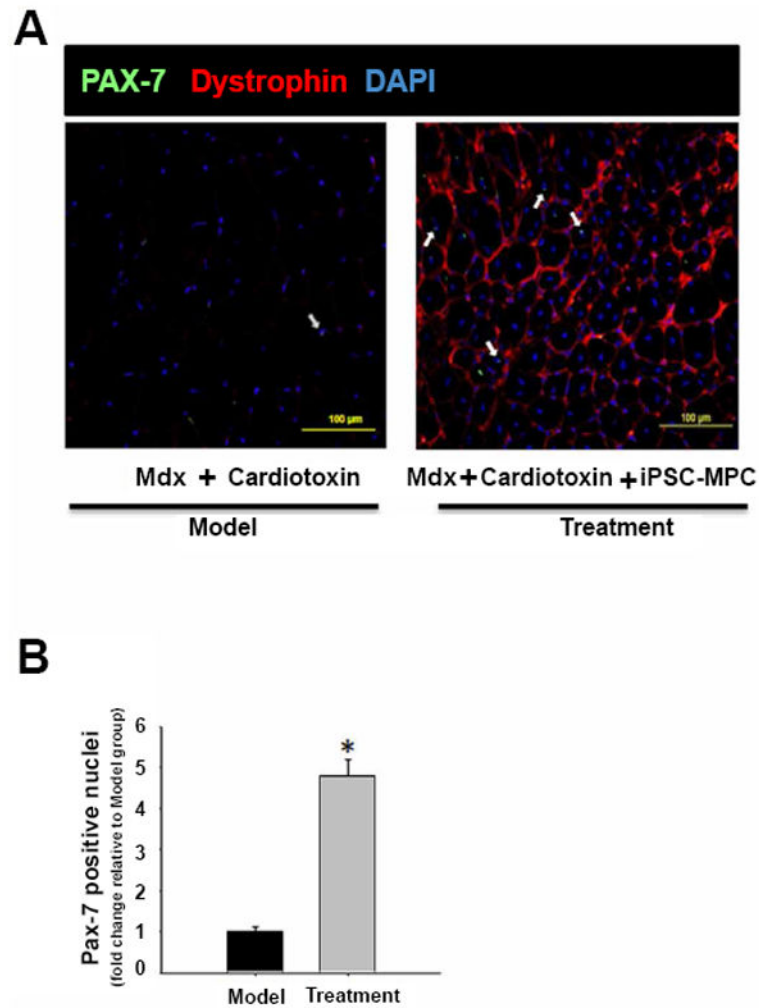 A
PAX-7 Dystrophin DAPI
100 µm
100 µm
Mdx + Cardiotoxin
Mdx+Cardiotoxin +iPSC-MPC
Model
Treatment
B
Pax-7 positive nuclei
(fold change relative to Model group)
6
5
4
3
2
1
0
*
Model Treatment